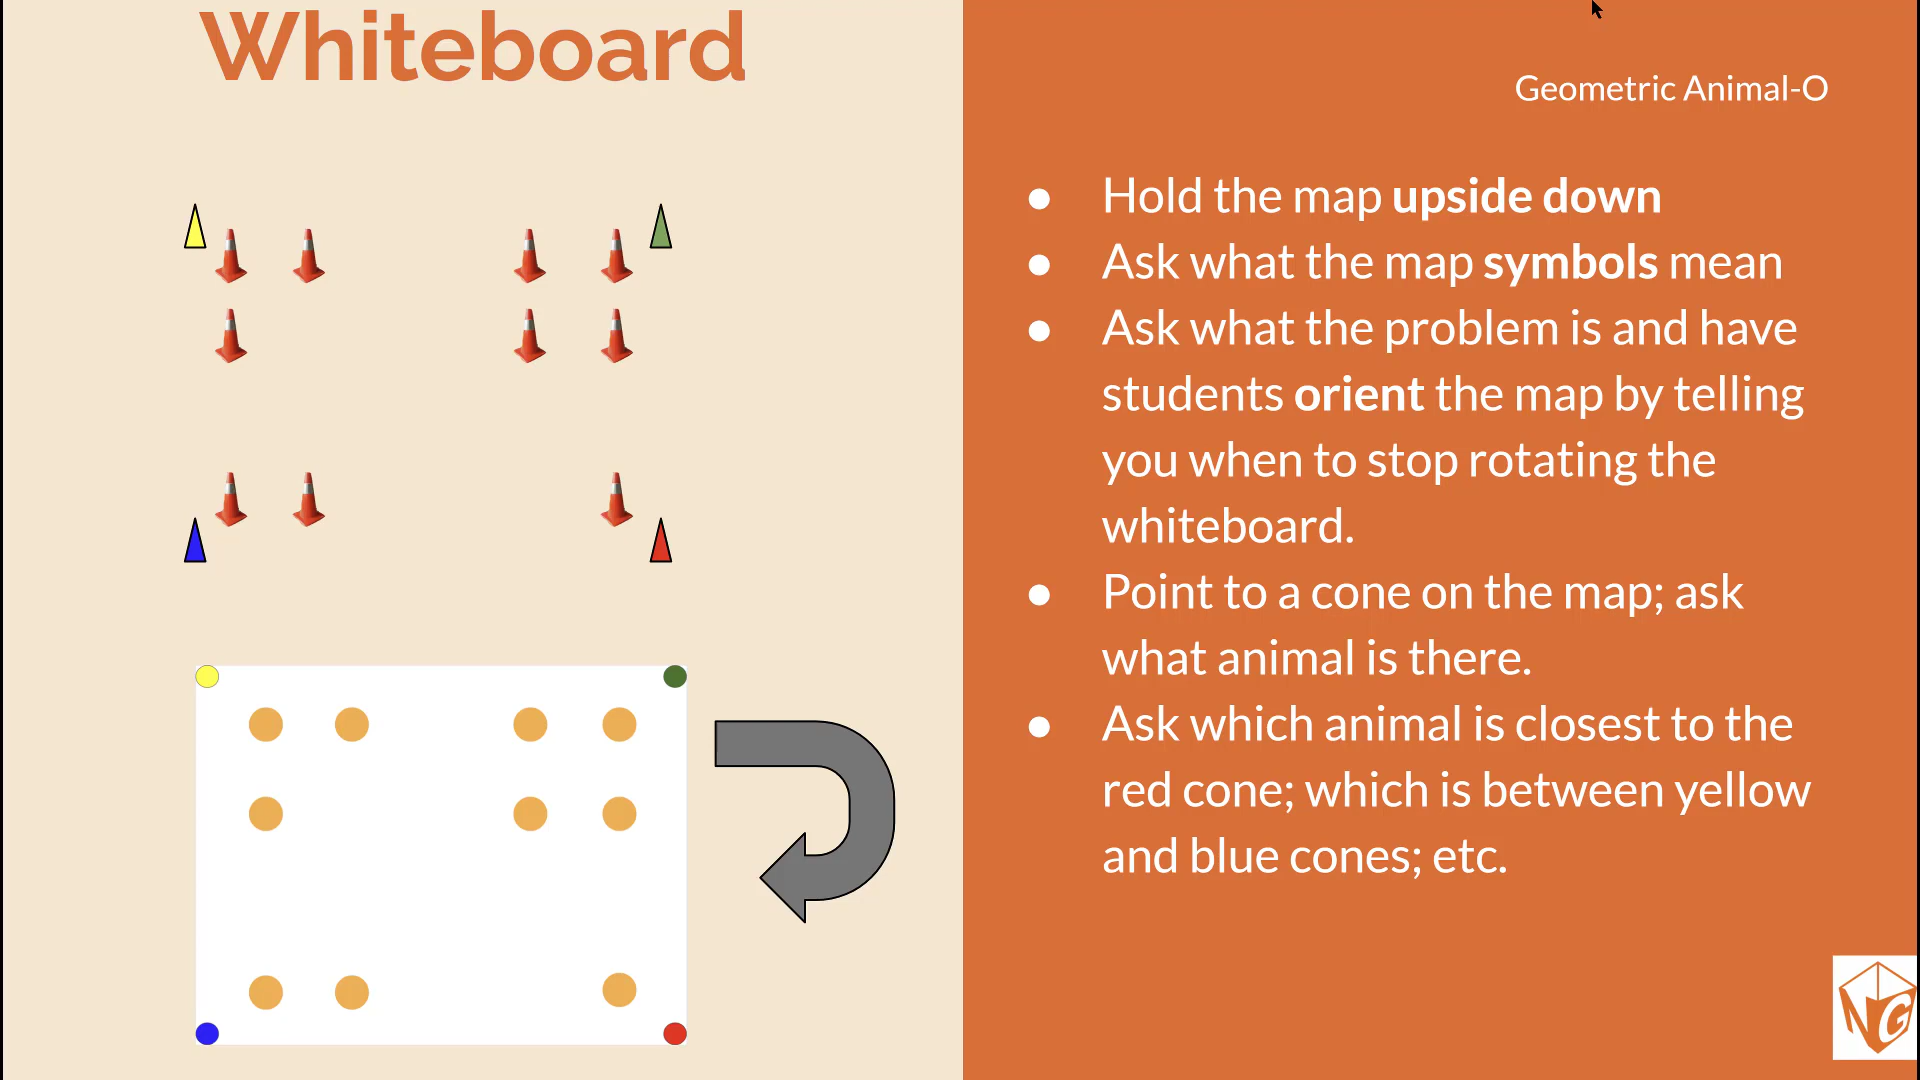 Whiteboard
Geometric Animal-O
● Hold the map upside down
● Ask what the map symbols mean
● Ask what the problem is and have
students orient the map by telling
you when to stop rotating the
whiteboard.
● Point to a cone on the map; ask
what animal is there.
● Ask which animal is closest to the
red cone; which is between yellow
and blue cones; etc.
NG